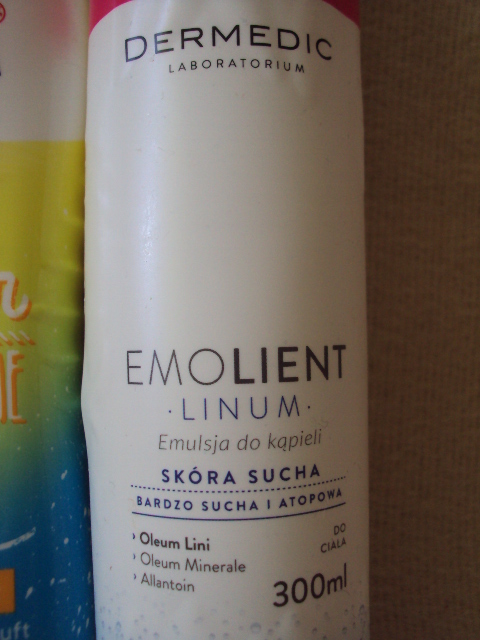 DERMEDIC
LABORATORIUM
EMOLIENT
·LINUM·
Emulsja do kąpieli
SKÓRA SUCHA
BARDZO SUCHA I ATOPOWA
› Oleum Lini
› Oleum Minerale
› Allantoin
DO
CIAŁA
300ml